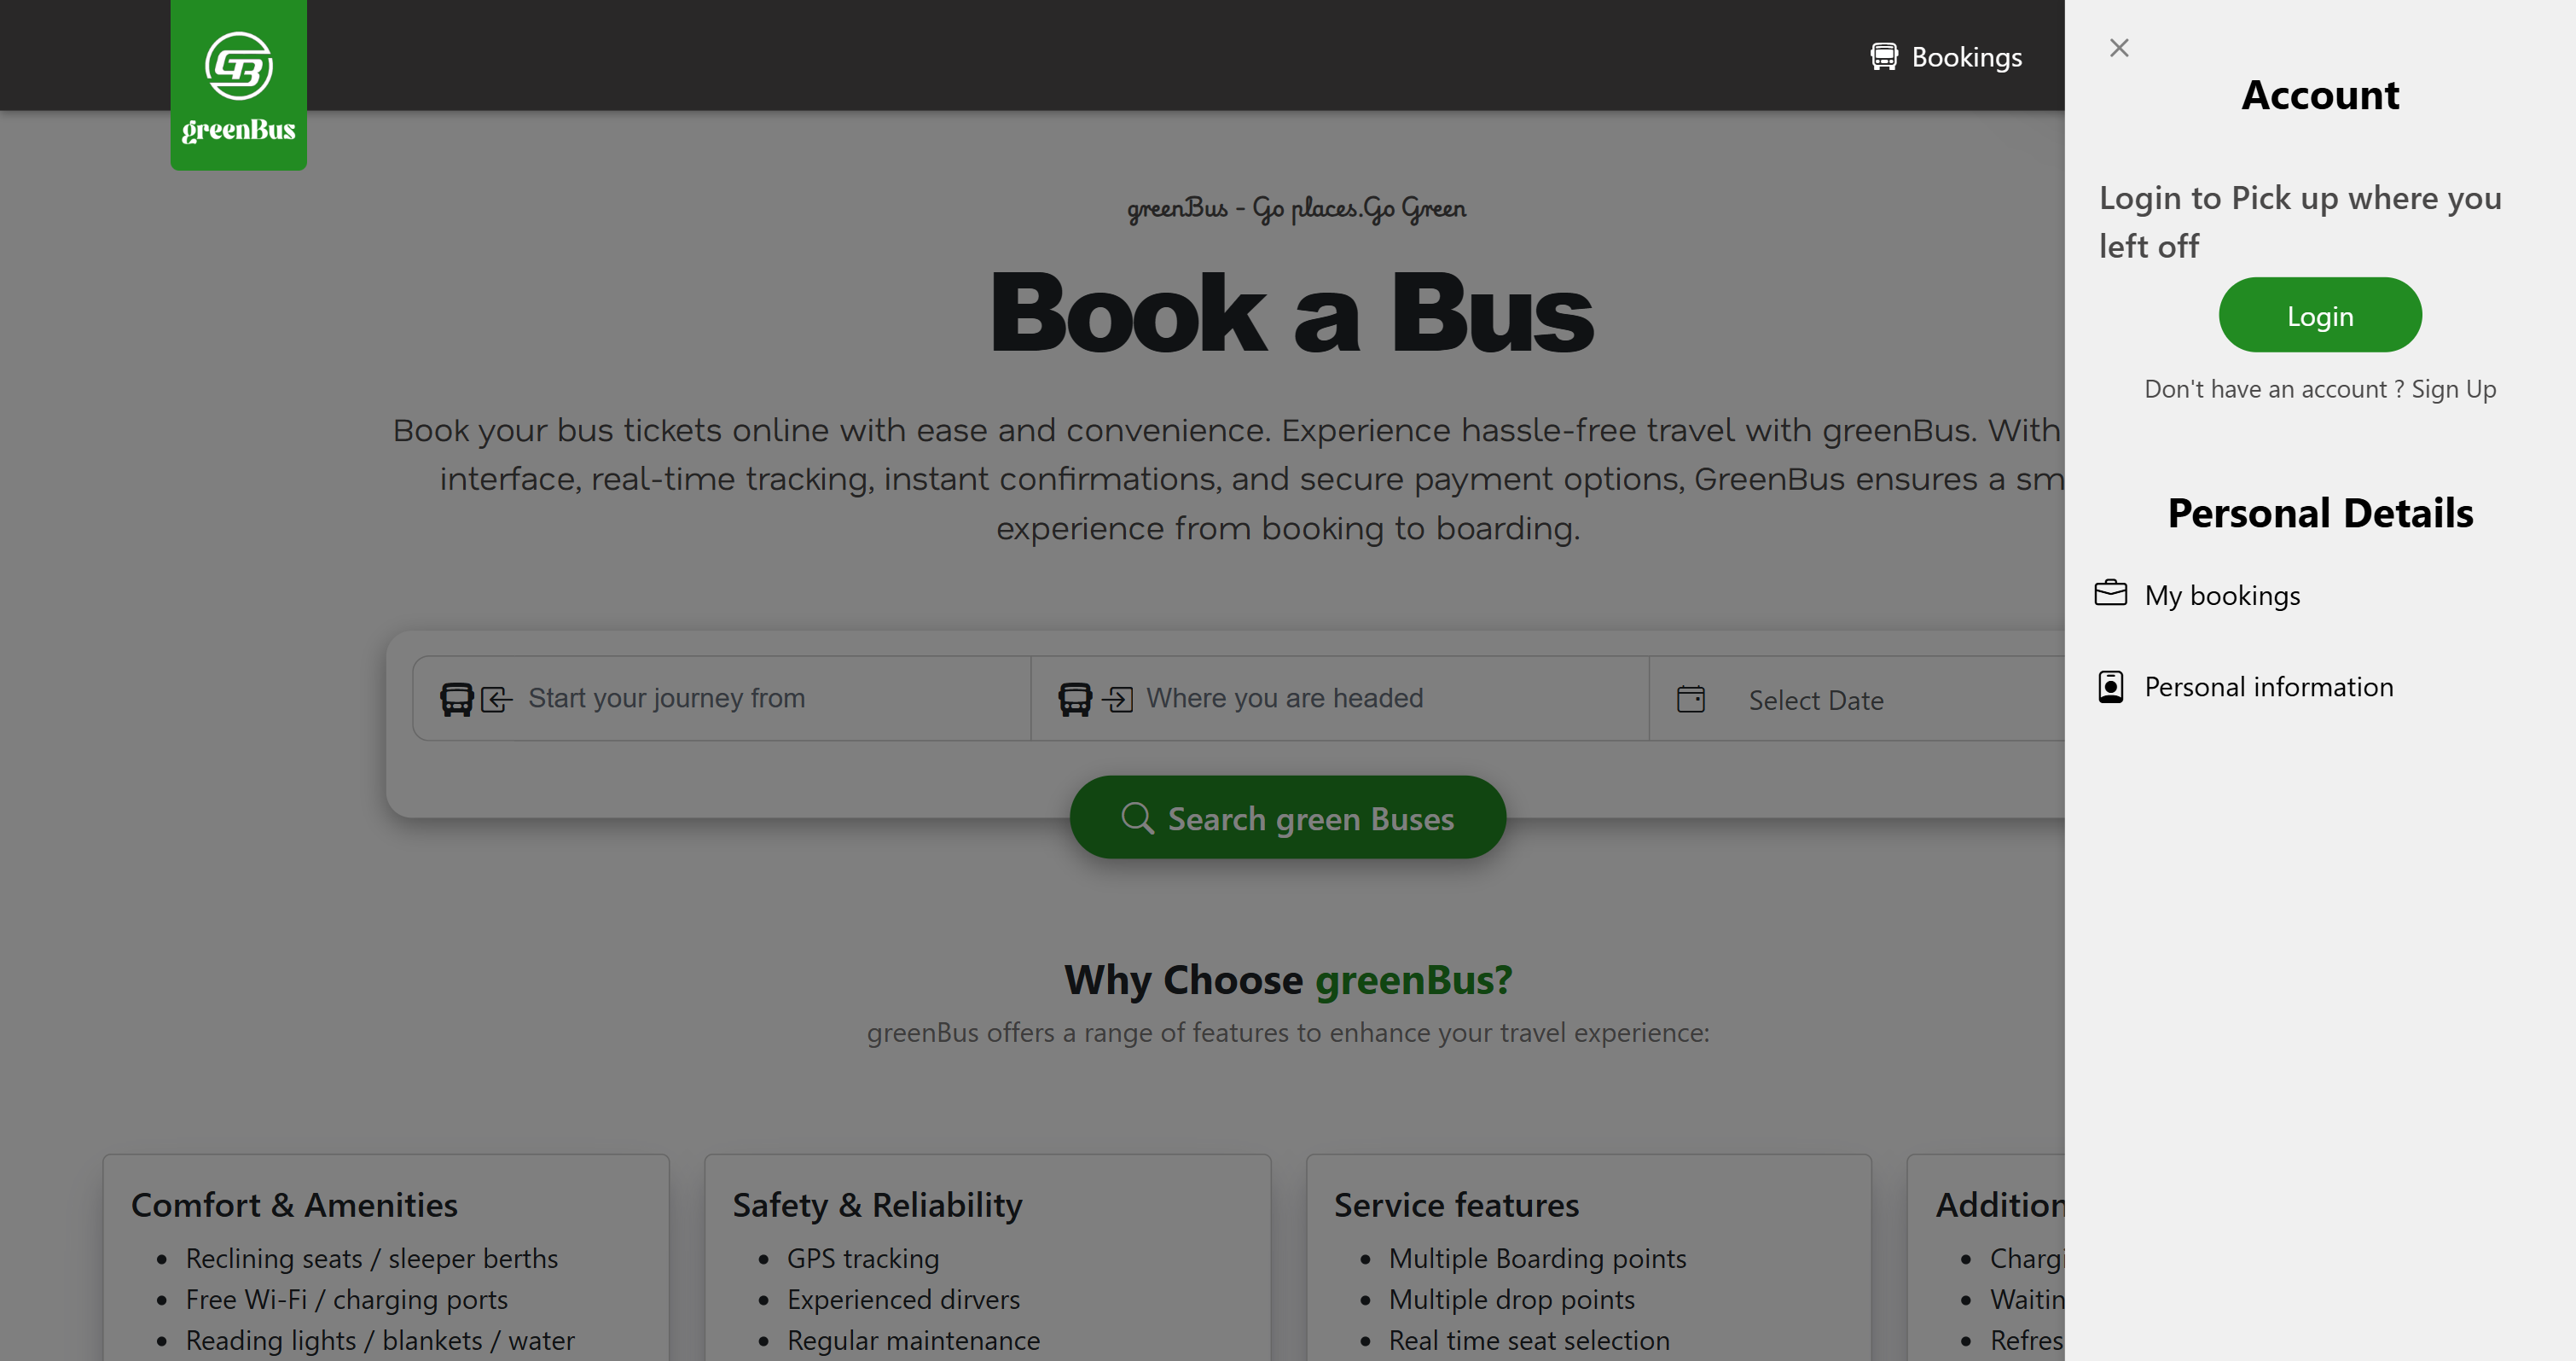 greenBus
Bookings
greenBus - Go places.Go Green
Book a Bus
Book your bus tickets online with ease and convenience. Experience hassle-free travel with greenBus. With
interface, real-time tracking, instant confirmations, and secure payment options, GreenBus ensures a sm
experience from booking to boarding.
Start your journey from
Where you are headed
Select Date
Search green Buses
Why Choose greenBus?
greenBus offers a range of features to enhance your travel experience:
Comfort & Amenities
• Reclining seats / sleeper berths
• Free Wi-Fi / charging ports
• Reading lights / blankets / water
Safety & Reliability
• GPS tracking
• Experienced dirvers
• Regular maintenance
Service features
• Multiple Boarding points
• Multiple drop points
• Real time seat selection
Addition
• Chargi
• Waitin
• Refres
Account
Login to Pick up where you
left off
Login
Don't have an account ? Sign Up
Personal Details
My bookings
Personal information